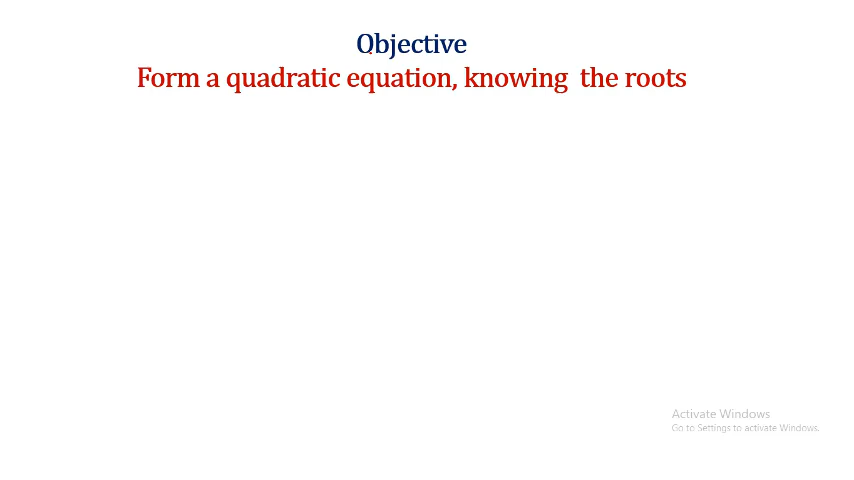 Objective
Form a quadratic equation, knowing the roots
Activate Windows
Go to Settings to activate Windows.